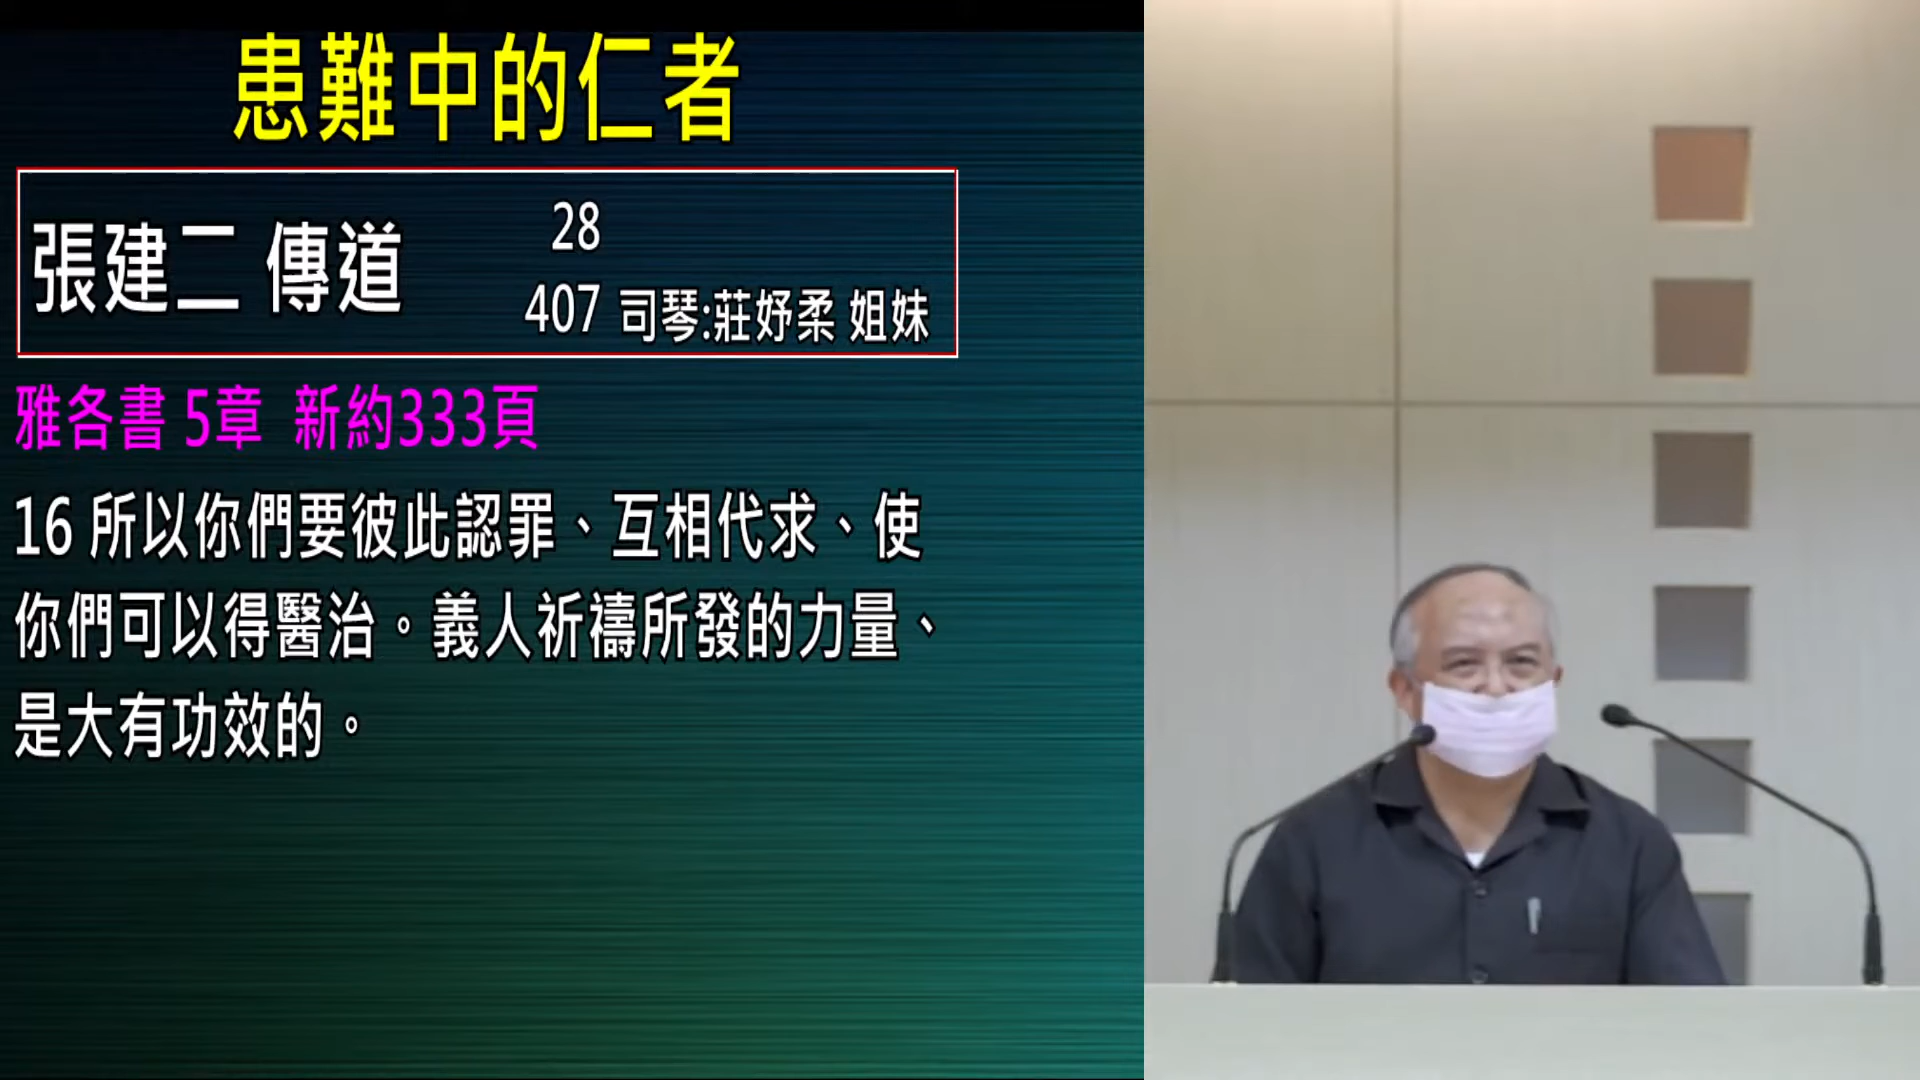 患難中的仁者
張建二 傳道
28
407 司琴:莊妤柔 姐妹
雅各書 5章 新約333頁
16 所以你們要彼此認罪、互相代求、使
你們可以得醫治。義人祈禱所發的力量、
是大有功效的。